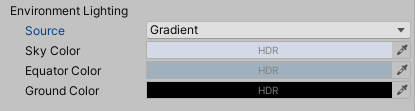 Environment Lighting
Source Gradient
Sky Color HDR
Equator Color HDR
Ground Color HDR